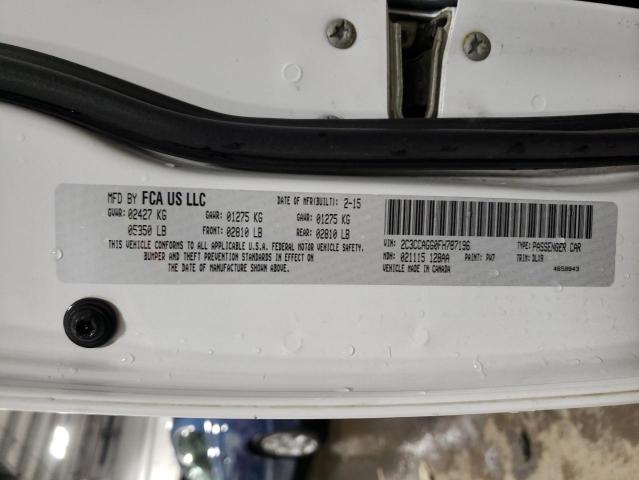 MFD BY FCA US LLC DATE OF MFR(BUILT): 2-15
GVWR: 02427 KG GAWR: 01275 KG GAWR: 01275 KG
05350 LB FRONT: 02810 LB REAR: 02810 LB
THIS VEHICLE CONFORMS TO ALL APPLICABLE U.S.A. FEDERAL MOTOR VEHICLE SAFETY,
BUMPER AND THEFT PREVENTION STANDARDS IN EFFECT ON
THE DATE OF MANUFACTURE SHOWN ABOVE.
VIN: 2C3CCAGG0FH787196 TYPE: PASSENGER CAR
MDH: 021115 128AA PAINT: PW7 TRIM: DLX9
VEHICLE MADE IN CANADA 4658943